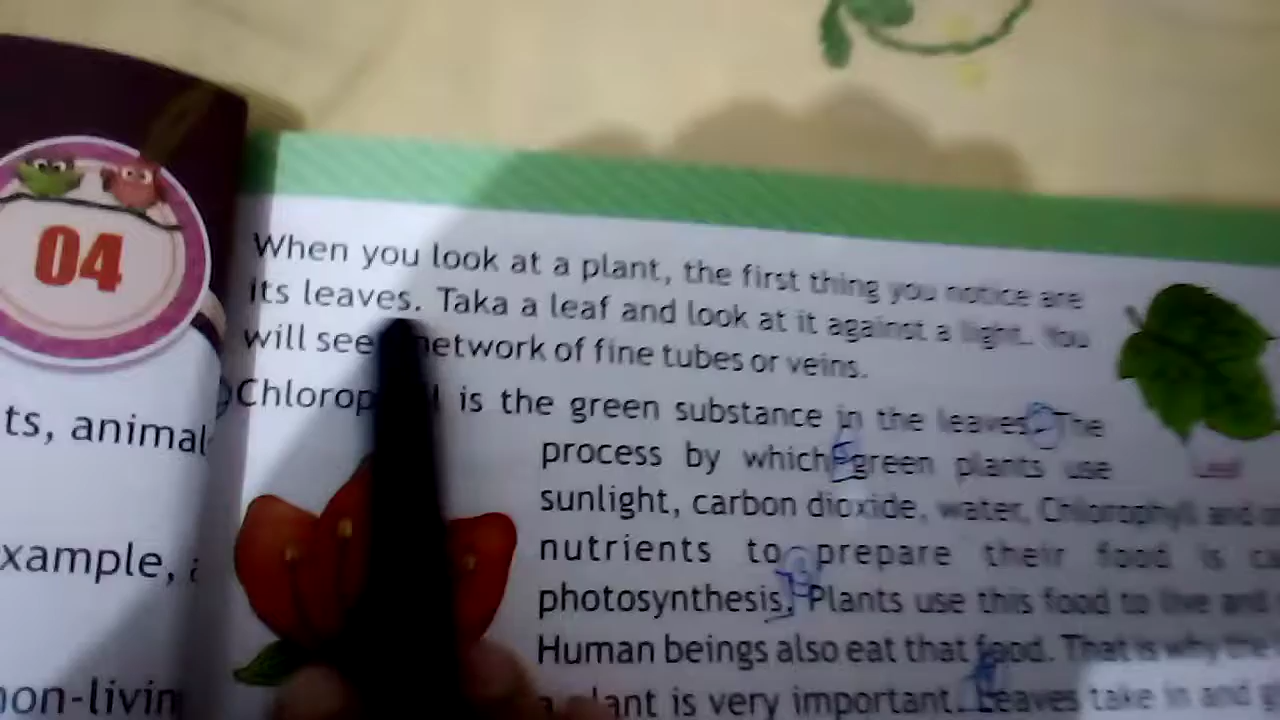 04
ts, animal
xample,
non-livin
When you look at a plant, the first thing you notice are
its leaves. Taka a leaf and look at it against a light. You
will see network of fine tubes or veins.
is the green substance in the leaves. The
process by which green plants use
sunlight, carbon dioxide, water, Chlorophyll and
nutrients to prepare their food is
photosynthesis. Plants use this food to live and
Human beings also eat that food. That is why the
a plant is very important. Leaves take in and
Leaf